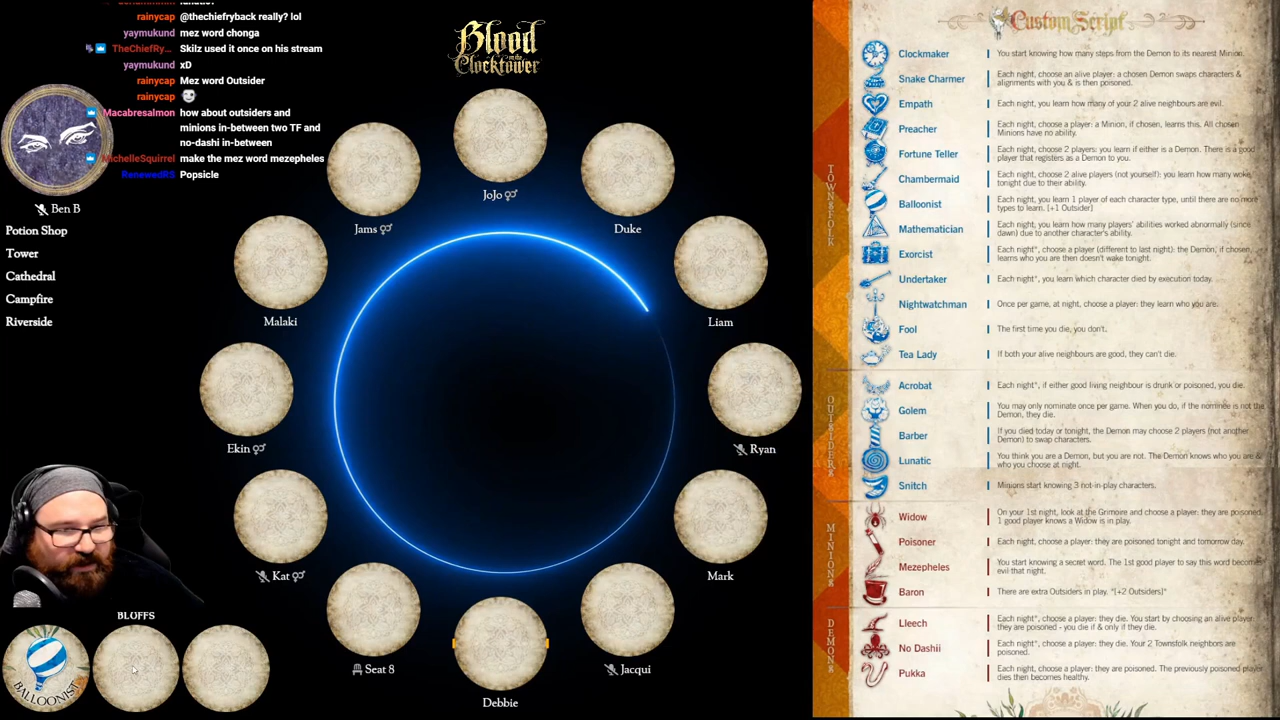 rainycap @thechiefryback really? lol
yaymukund mez word chonga
TheChiefRy... Skilz used it once on his stream
yaymukund xD
rainycap Mez word Outsider
rainycap
Macabresalmon how about outsiders and
minions in-between two TF and
no-dashi in-between
MichelleSquirrel make the mez word mezepheles
RenewedRS Popsicle
Ben B
Potion Shop
Tower
Cathedral
Campfire
Riverside
Blood
on the
Clocktower
JoJo
Jams
Duke
Malaki
Liam
Ekin
Ryan
Kat
Mark
Seat 8
Jacqui
Debbie
BLUFFS
BALLOONIST
Custom Script
TOWNSFOLK
Clockmaker
You start knowing how many steps from the Demon to its nearest Minion.
Snake Charmer
Each night, choose an alive player: a chosen Demon swaps characters &
alignments with you & is then poisoned.
Empath
Each night, you learn how many of your 2 alive neighbours are evil.
Preacher
Each night, choose a player: a Minion, if chosen, learns this. All chosen
Minions have no ability.
Fortune Teller
Each night, choose 2 players: you learn if either is a Demon. There is a good
player that registers as a Demon to you.
Chambermaid
Each night, choose 2 alive players (not yourself): you learn how many woke
tonight due to their ability.
Balloonist
Each night, you learn 1 player of each character type, until there are no more
types to learn. [+1 Outsider]
Mathematician
Each night, you learn how many players' abilities worked abnormally (since
dawn) due to another character's ability.
Exorcist
Each night*, choose a player (different to last night): the Demon, if chosen,
learns who you are then doesn't wake tonight.
Undertaker
Each night*, you learn which character died by execution today.
Nightwatchman
Once per game, at night, choose a player: they learn who you are.
Fool
The first time you die, you don't.
Tea Lady
If both your alive neighbours are good, they can't die.
OUTSIDERS
Acrobat
Each night*, if either good living neighbour is drunk or poisoned, you die.
Golem
You may only nominate once per game. When you do, if the nominee is not the
Demon, they die.
Barber
If you died today or tonight, the Demon may choose 2 players (not another
Demon) to swap characters.
Lunatic
You think you are a Demon, but you are not. The Demon knows who you are &
who you choose at night.
Snitch
Minions start knowing 3 not-in-play characters.
MINIONS
Widow
On your 1st night, look at the Grimoire and choose a player: they are poisoned.
1 good player knows a Widow is in play.
Poisoner
Each night, choose a player: they are poisoned tonight and tomorrow day.
Mezepheles
You start knowing a secret word. The 1st good player to say this word becomes
evil that night.
Baron
There are extra Outsiders in play. *[+2 Outsiders]*
DEMONS
Lleech
Each night*, choose a player: they die. You start by choosing an alive player:
they are poisoned - you die if & only if they die.
No Dashii
Each night*, choose a player: they die. Your 2 Townsfolk neighbors are
poisoned.
Pukka
Each night, choose a player: they are poisoned. The previously poisoned player
dies then becomes healthy.